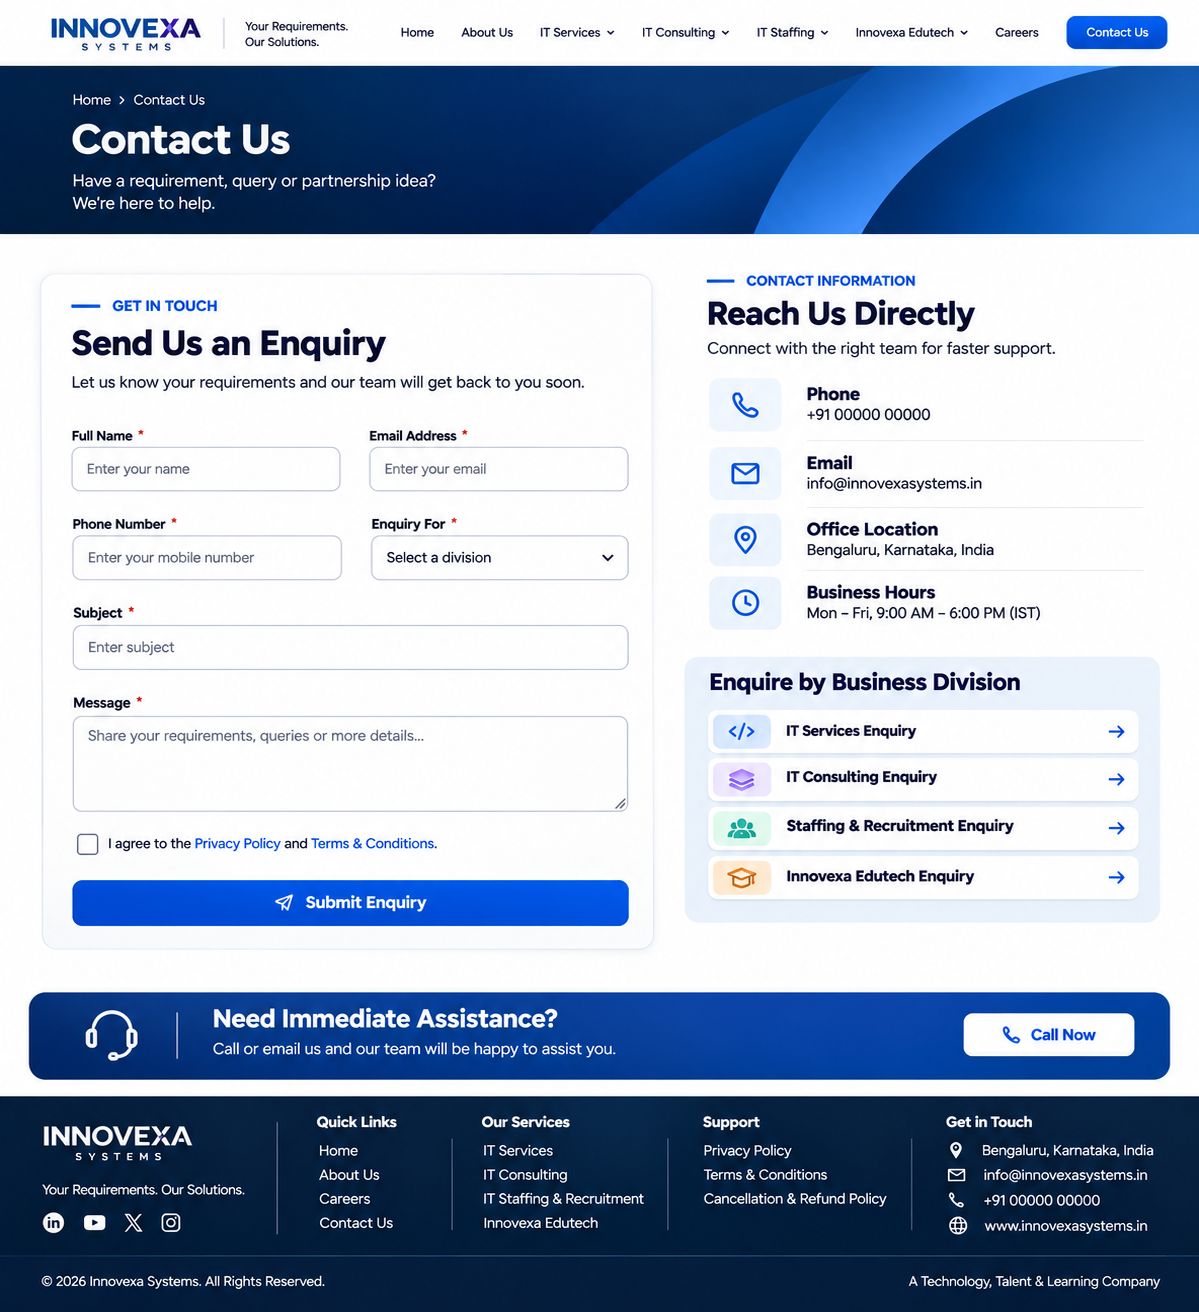 INNOVEXA
SYSTEMS
Your Requirements.
Our Solutions.
Home
About Us
IT Services
IT Consulting
IT Staffing
Innovexa Edutech
Careers
Contact Us
Home > Contact Us
Contact Us
Have a requirement, query or partnership idea?
We're here to help.
GET IN TOUCH
Send Us an Enquiry
Let us know your requirements and our team will get back to you soon.
Full Name *
Enter your name
Email Address *
Enter your email
Phone Number *
Enter your mobile number
Enquiry For *
Select a division
Subject *
Enter subject
Message *
Share your requirements, queries or more details...
I agree to the Privacy Policy and Terms & Conditions.
Submit Enquiry
CONTACT INFORMATION
Reach Us Directly
Connect with the right team for faster support.
Phone
+91 00000 00000
Email
info@innovexasystems.in
Office Location
Bengaluru, Karnataka, India
Business Hours
Mon – Fri, 9:00 AM – 6:00 PM (IST)
Enquire by Business Division
IT Services Enquiry
IT Consulting Enquiry
Staffing & Recruitment Enquiry
Innovexa Edutech Enquiry
Need Immediate Assistance?
Call or email us and our team will be happy to assist you.
Call Now
INNOVEXA
SYSTEMS
Your Requirements. Our Solutions.
Quick Links
Home
About Us
Careers
Contact Us
Our Services
IT Services
IT Consulting
IT Staffing & Recruitment
Innovexa Edutech
Support
Privacy Policy
Terms & Conditions
Cancellation & Refund Policy
Get in Touch
Bengaluru, Karnataka, India
info@innovexasystems.in
+91 00000 00000
www.innovexasystems.in
© 2026 Innovexa Systems. All Rights Reserved.
A Technology, Talent & Learning Company